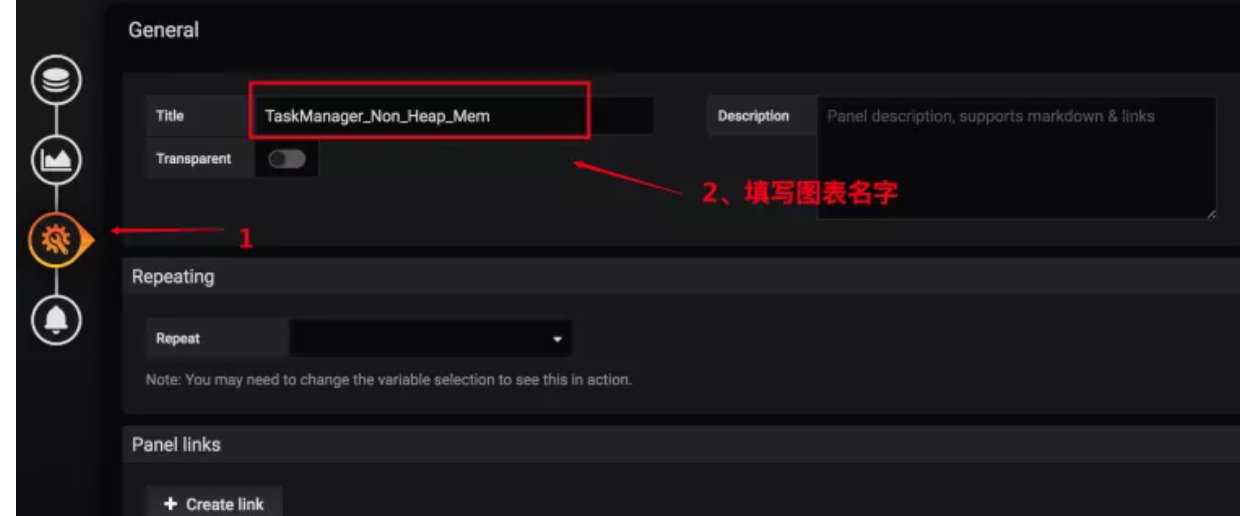 General
Title
TaskManager_Non_Heap_Mem
Description
Panel description, supports markdown & links
Transparent
2、填写图表名字
1
Repeating
Repeat
Note: You may need to change the variable selection to see this in action.
Panel links
+ Create link